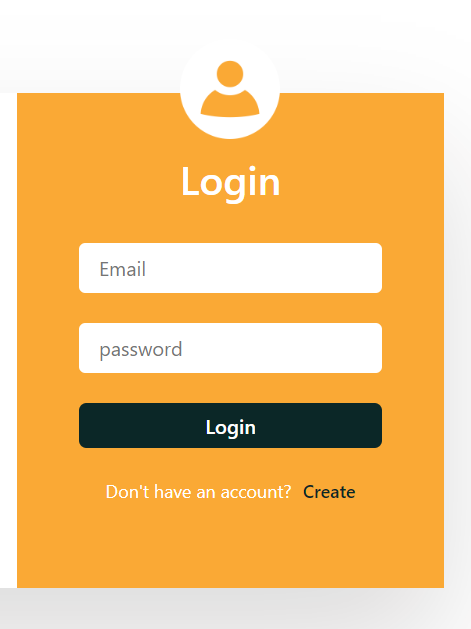 Login
Email
password
Login
Don't have an account? Create